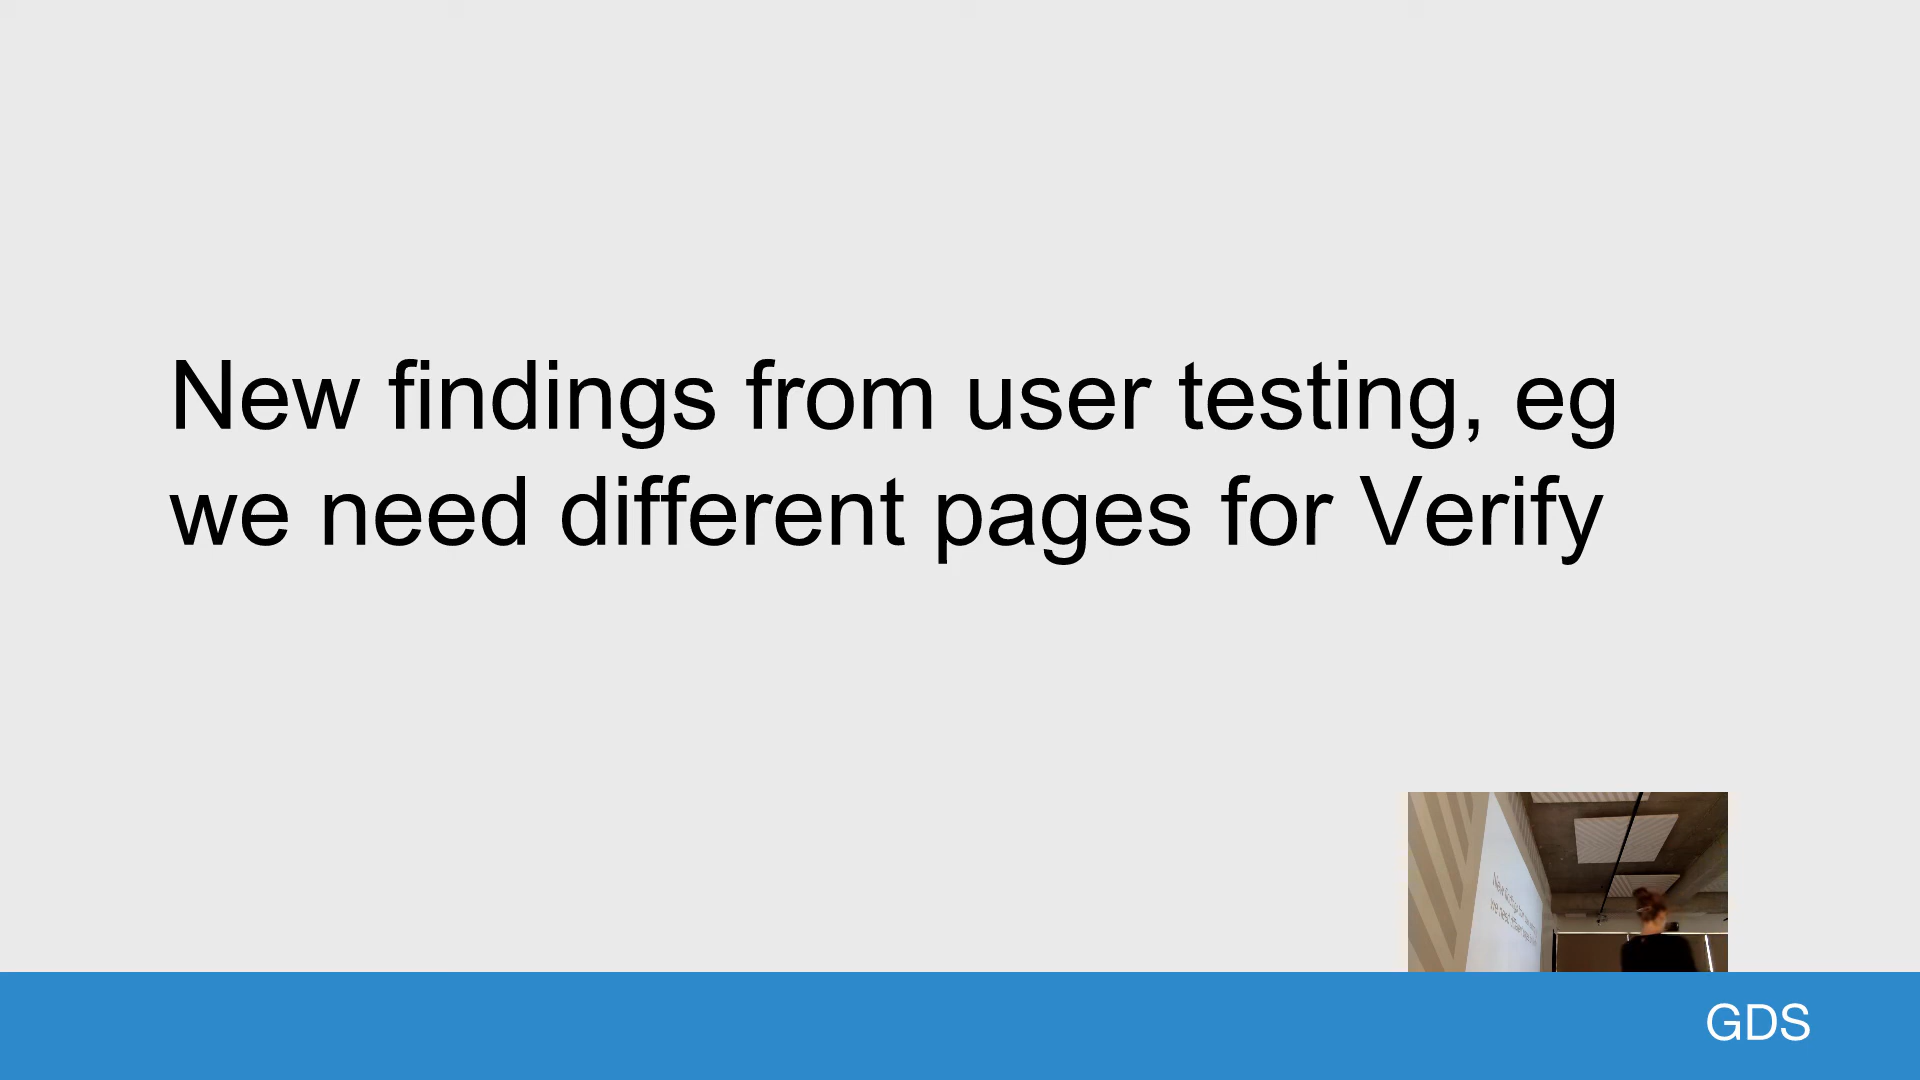 New findings from user testing, eg
we need different pages for Verify
GDS